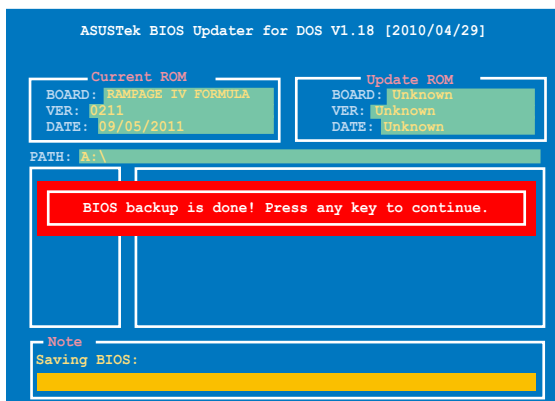 ASUSTek BIOS Updater for DOS V1.18 [2010/04/29]
Current ROM
BOARD: RAMPAGE IV FORMULA
VER: 0211
DATE: 09/05/2011
Update ROM
BOARD: Unknown
VER: Unknown
DATE: Unknown
PATH: A:\
BIOS backup is done! Press any key to continue.
Note
Saving BIOS: